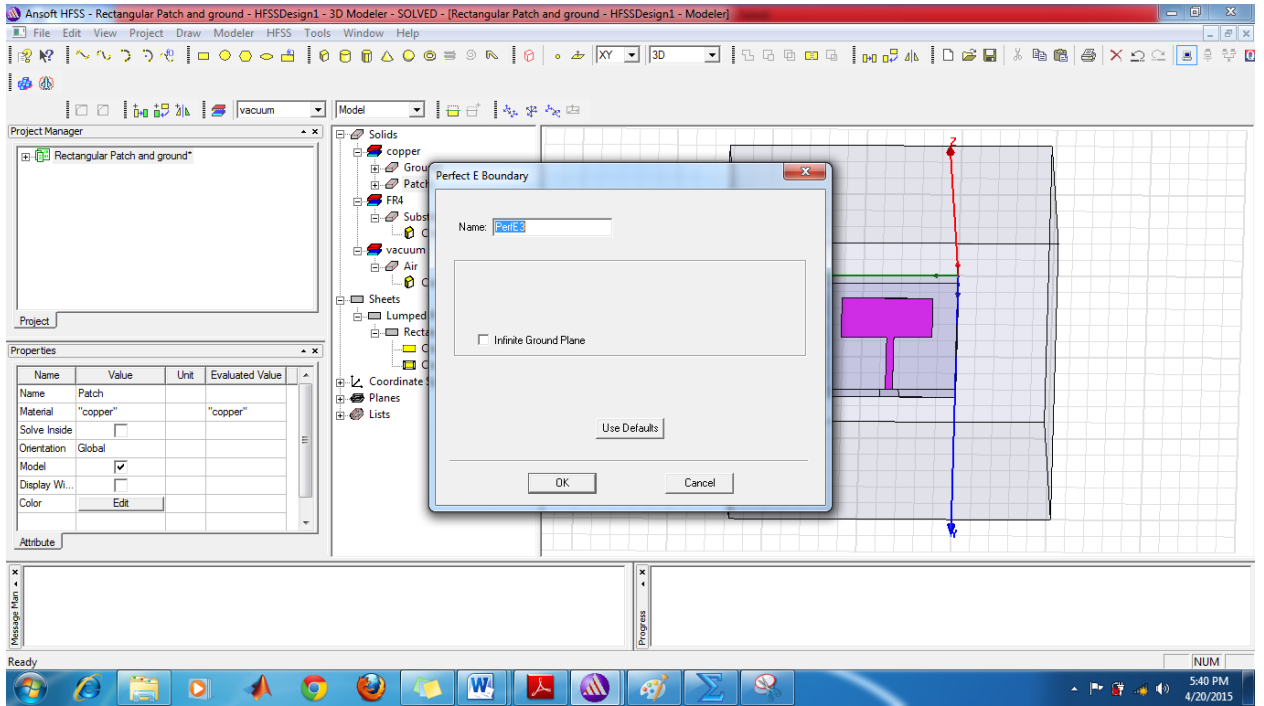 Ansoft HFSS - Rectangular Patch and ground - HFSSDesign1 - 3D Modeler - SOLVED - [Rectangular Patch and ground - HFSSDesign1 - Modeler]
File Edit View Project Draw Modeler HFSS Tools Window Help
XY 3D
vacuum Model
Project Manager
Rectangular Patch and ground*
Project
Properties
Name Value Unit Evaluated Value
Name Patch
Material "copper" "copper"
Solve Inside
Orientation Global
Model
Display Wi...
Color Edit
Attribute
Solids
copper
Grou
Patch
FR4
Subst
C
vacuum
Air
C
Sheets
Lumped
Recta
C
C
Coordinate S
Planes
Lists
Perfect E Boundary
Name: PerfE3
Infinite Ground Plane
Use Defaults
OK Cancel
Z
Message Man
Progress
Ready
NUM
5:40 PM
4/20/2015